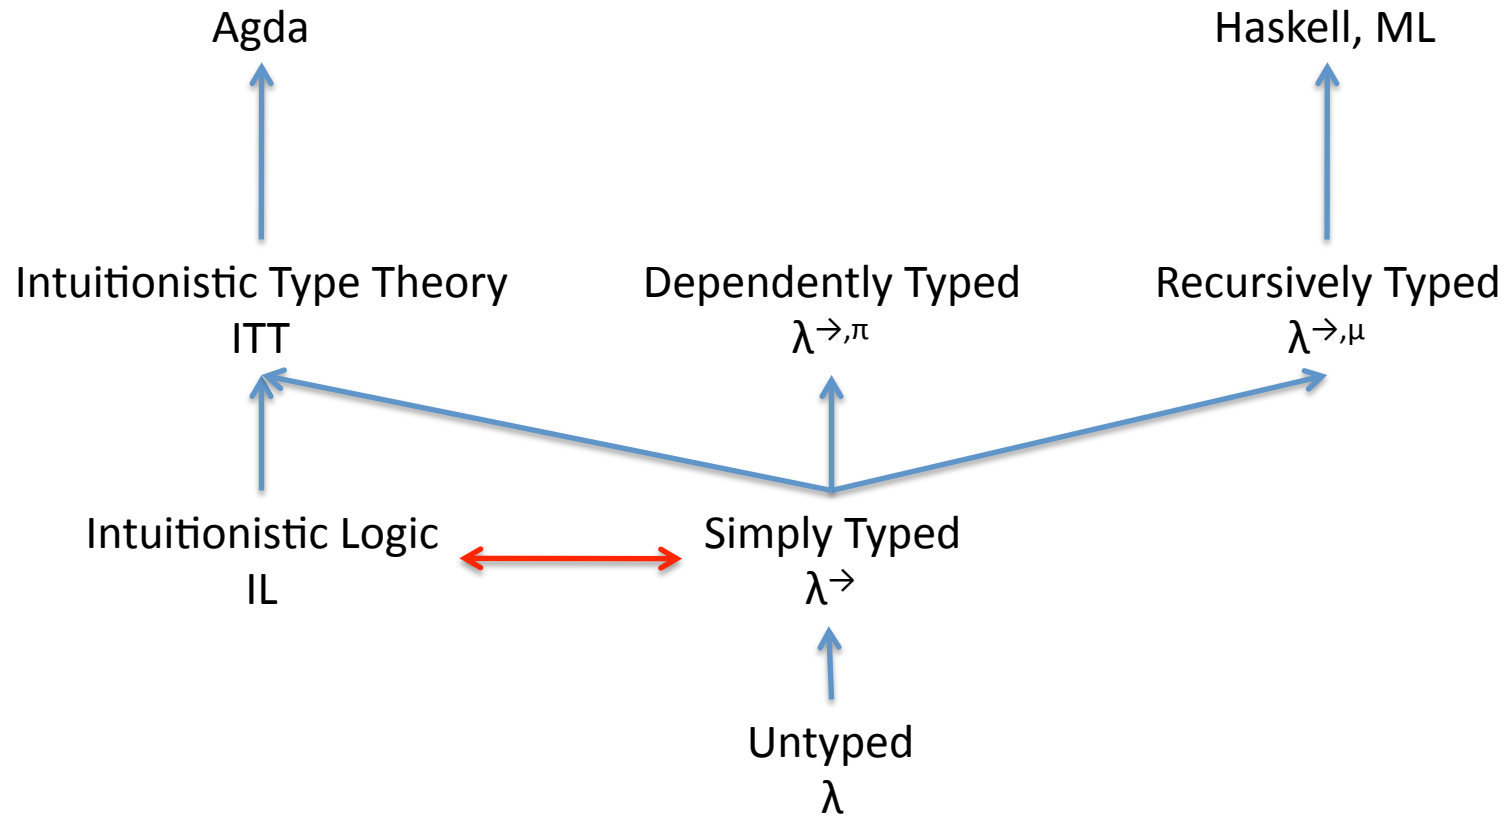 Agda
Haskell, ML
Intuitionistic Type Theory
ITT
Dependently Typed
λ→,π
Recursively Typed
λ→,μ
Intuitionistic Logic
IL
Simply Typed
λ→
Untyped
λ